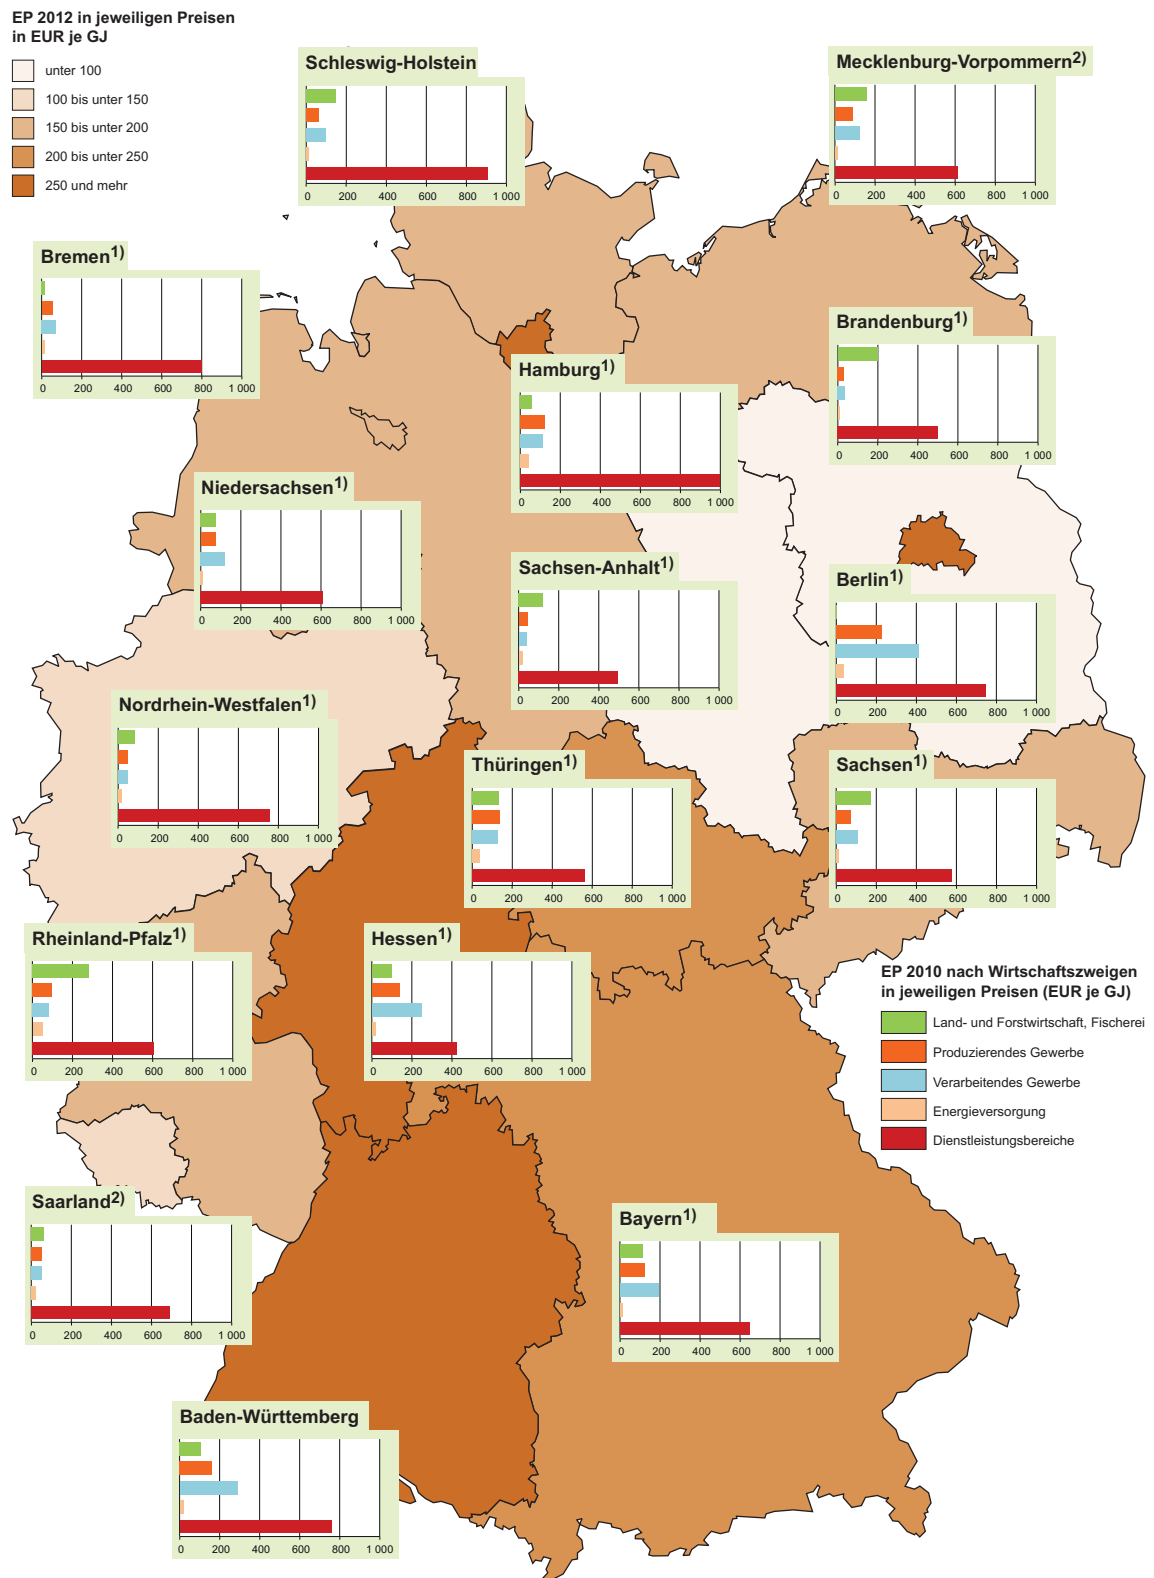 EP 2012 in jeweiligen Preisen
in EUR je GJ
unter 100
100 bis unter 150
150 bis unter 200
200 bis unter 250
250 und mehr
Schleswig-Holstein
0 200 400 600 800 1 000
Mecklenburg-Vorpommern2)
0 200 400 600 800 1 000
Bremen1)
0 200 400 600 800 1 000
Brandenburg1)
0 200 400 600 800 1 000
Hamburg1)
0 200 400 600 800 1 000
Niedersachsen1)
0 200 400 600 800 1 000
Sachsen-Anhalt1)
0 200 400 600 800 1 000
Berlin1)
0 200 400 600 800 1 000
Nordrhein-Westfalen1)
0 200 400 600 800 1 000
Thüringen1)
0 200 400 600 800 1 000
Sachsen1)
0 200 400 600 800 1 000
Rheinland-Pfalz1)
0 200 400 600 800 1 000
Hessen1)
0 200 400 600 800 1 000
EP 2010 nach Wirtschaftszweigen
in jeweiligen Preisen (EUR je GJ)
Land- und Forstwirtschaft, Fischerei
Produzierendes Gewerbe
Verarbeitendes Gewerbe
Energieversorgung
Dienstleistungsbereiche
Saarland2)
0 200 400 600 800 1 000
Bayern1)
0 200 400 600 800 1 000
Baden-Württemberg
0 200 400 600 800 1 000